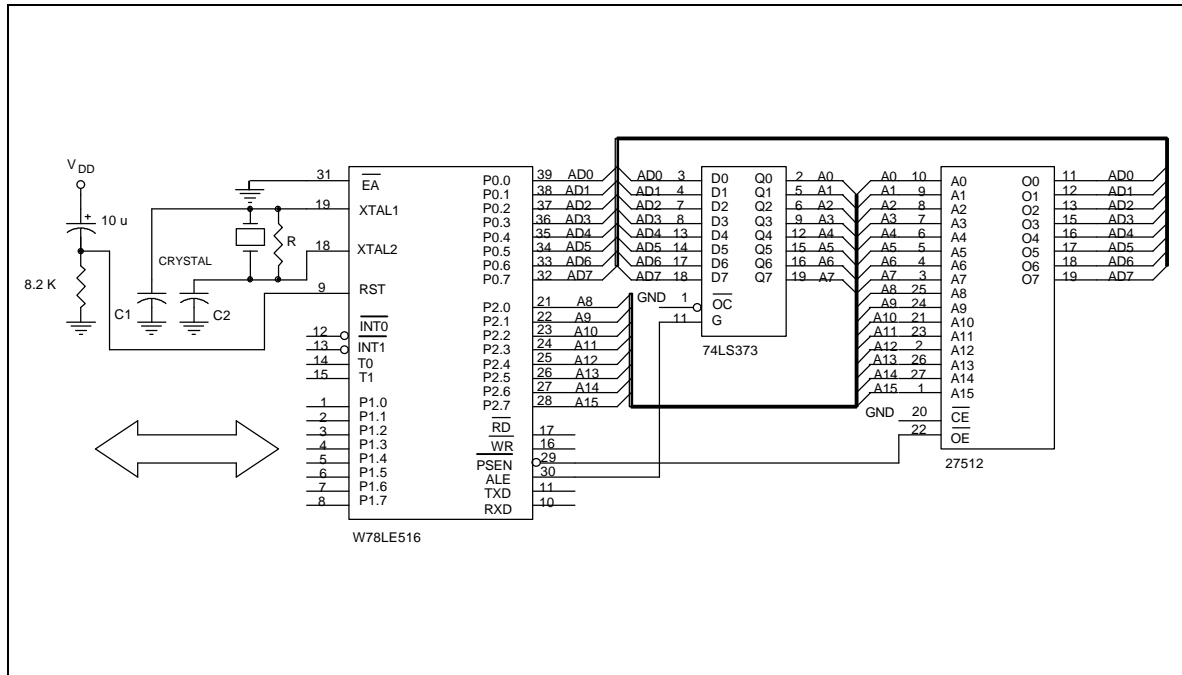 V DD
10 u
+
8.2 K
C1
C2
CRYSTAL
R
31
19
18
9
12
13
14
15
1
2
3
4
5
6
7
8
EA
XTAL1
XTAL2
RST
INT0
INT1
T0
T1
P1.0
P1.1
P1.2
P1.3
P1.4
P1.5
P1.6
P1.7
P0.0 39 AD0
P0.1 38 AD1
P0.2 37 AD2
P0.3 36 AD3
P0.4 35 AD4
P0.5 34 AD5
P0.6 33 AD6
P0.7 32 AD7
P2.0 21 A8
P2.1 22 A9
P2.2 23 A10
P2.3 24 A11
P2.4 25 A12
P2.5 26 A13
P2.6 27 A14
P2.7 28 A15
RD 17
WR 16
PSEN 29
ALE 30
TXD 11
RXD 10
W78LE516
AD0 3 D0 Q0 2 A0
AD1 4 D1 Q1 5 A1
AD2 7 D2 Q2 6 A2
AD3 8 D3 Q3 9 A3
AD4 13 D4 Q4 12 A4
AD5 14 D5 Q5 15 A5
AD6 17 D6 Q6 16 A6
AD7 18 D7 Q7 19 A7
GND 1 OC
11 G
74LS373
A0 10 A0 O0 11 AD0
A1 9 A1 O1 12 AD1
A2 8 A2 O2 13 AD2
A3 7 A3 O3 15 AD3
A4 6 A4 O4 16 AD4
A5 5 A5 O5 17 AD5
A6 4 A6 O6 18 AD6
A7 3 A7 O7 19 AD7
A8 25 A8
A9 24 A9
A10 21 A10
A11 23 A11
A12 2 A12
A13 26 A13
A14 27 A14
A15 1 A15
GND 20 CE
22 OE
27512